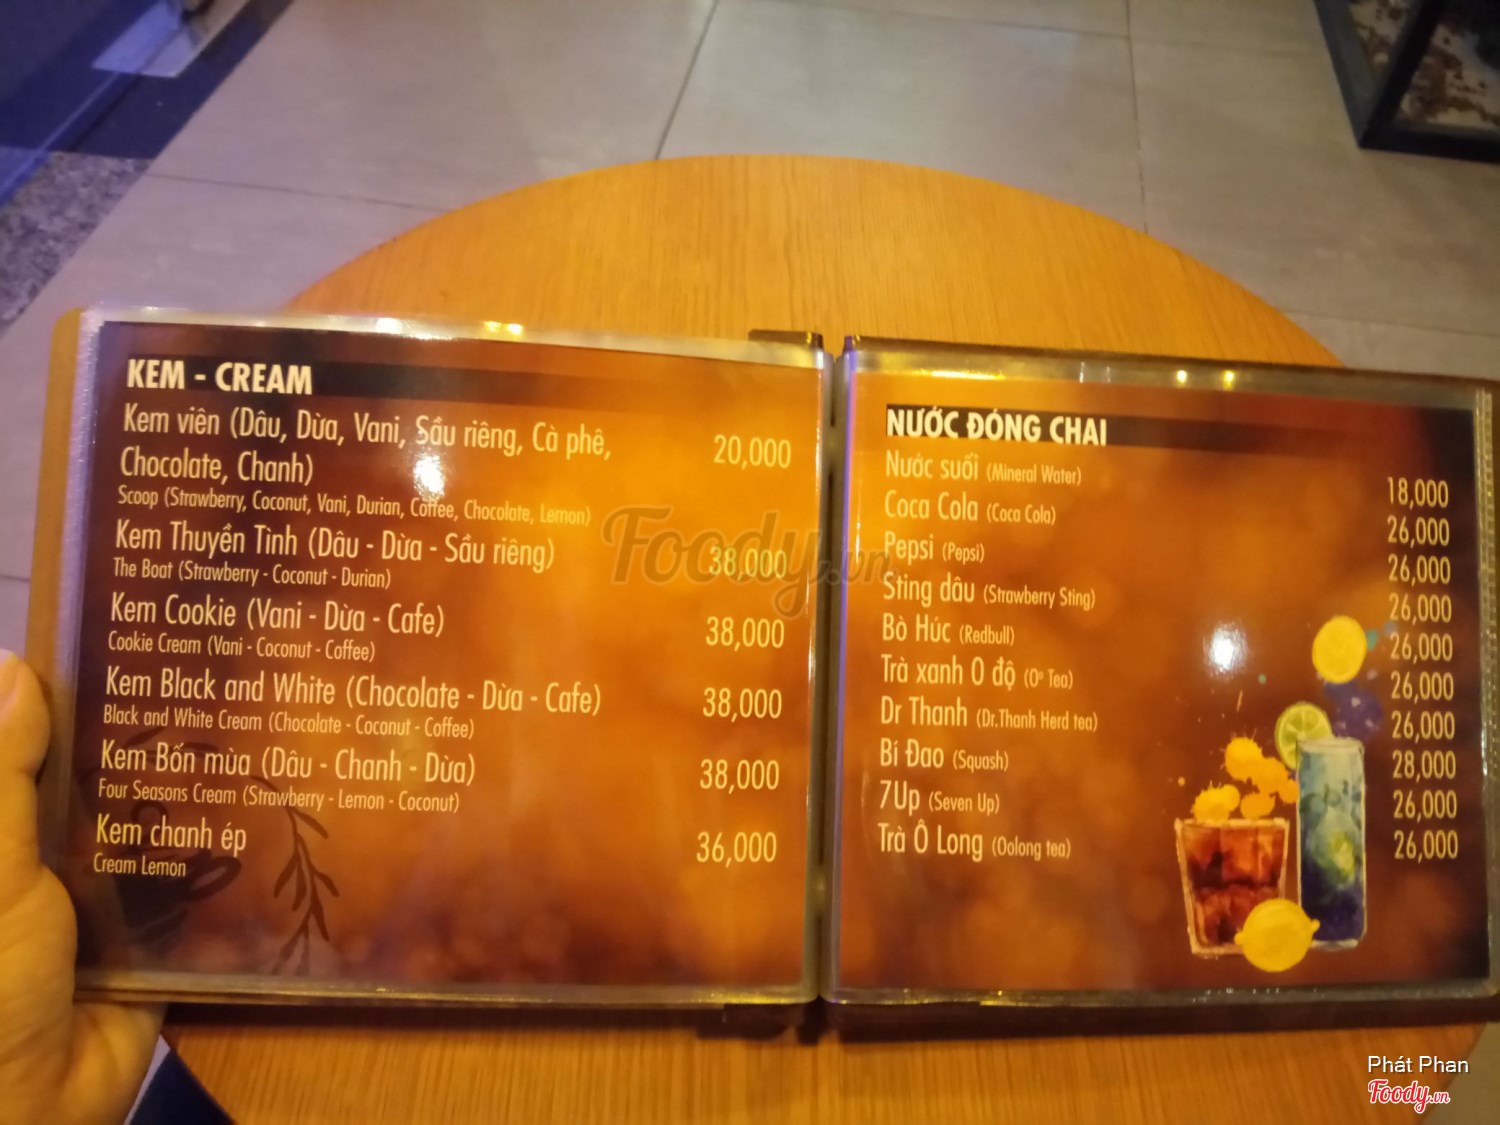 KEM - CREAM
Kem viên (Dâu, Dừa, Vani, Sầu riêng, Cà phê,
Chocolate, Chanh) 20,000
Scoop (Strawberry, Coconut, Vani, Durian, Coffee, Chocolate, Lemon)
Kem Thuyền Tình (Dâu - Dừa - Sầu riêng) 38,000
The Boat (Strawberry - Coconut - Durian)
Kem Cookie (Vani - Dừa - Cafe) 38,000
Cookie Cream (Vani - Coconut - Coffee)
Kem Black and White (Chocolate - Dừa - Cafe) 38,000
Black and White Cream (Chocolate - Coconut - Coffee)
Kem Bốn mùa (Dâu - Chanh - Dừa) 38,000
Four Seasons Cream (Strawberry - Lemon - Coconut)
Kem chanh ép 36,000
Cream Lemon
NƯỚC ĐÓNG CHAI
Nước suối (Mineral Water) 18,000
Coca Cola (Coca Cola) 26,000
Pepsi (Pepsi) 26,000
Sting dâu (Strawberry Sting) 26,000
Bò Húc (Redbull) 26,000
Trà xanh O độ (Oº Tea) 26,000
Dr Thanh (Dr.Thanh Herd tea) 26,000
Bí Đao (Squash) 28,000
7Up (Seven Up) 26,000
Trà Ô Long (Oolong tea) 26,000
Foody.vn
Phát Phan
Foody.vn